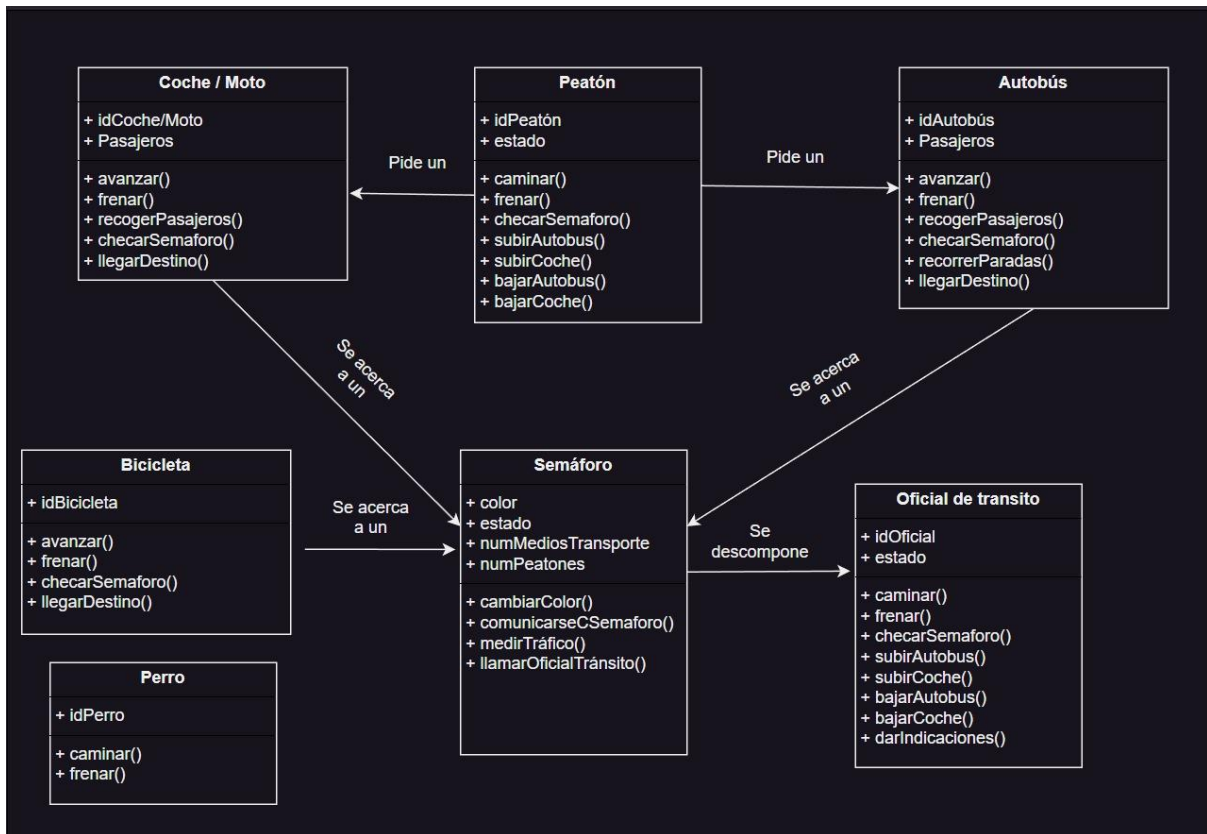 Coche / Moto
+ idCoche/Moto
+ Pasajeros
+ avanzar()
+ frenar()
+ recogerPasajeros()
+ checarSemaforo()
+ llegarDestino()
Pide un
Peatón
+ idPeatón
+ estado
+ caminar()
+ frenar()
+ checarSemaforo()
+ subirAutobus()
+ subirCoche()
+ bajarAutobus()
+ bajarCoche()
Pide un
Autobús
+ idAutobús
+ Pasajeros
+ avanzar()
+ frenar()
+ recogerPasajeros()
+ checarSemaforo()
+ recorrerParadas()
+ llegarDestino()
Se acerca
a un
Se acerca
a un
Bicicleta
+ idBicicleta
+ avanzar()
+ frenar()
+ checarSemaforo()
+ llegarDestino()
Se acerca
a un
Semáforo
+ color
+ estado
+ numMediosTransporte
+ numPeatones
+ cambiarColor()
+ comunicarseCSemaforo()
+ medirTráfico()
+ llamarOficialTránsito()
Se
descompone
Oficial de transito
+ idOficial
+ estado
+ caminar()
+ frenar()
+ checarSemaforo()
+ subirAutobus()
+ subirCoche()
+ bajarAutobus()
+ bajarCoche()
+ darIndicaciones()
Perro
+ idPerro
+ caminar()
+ frenar()